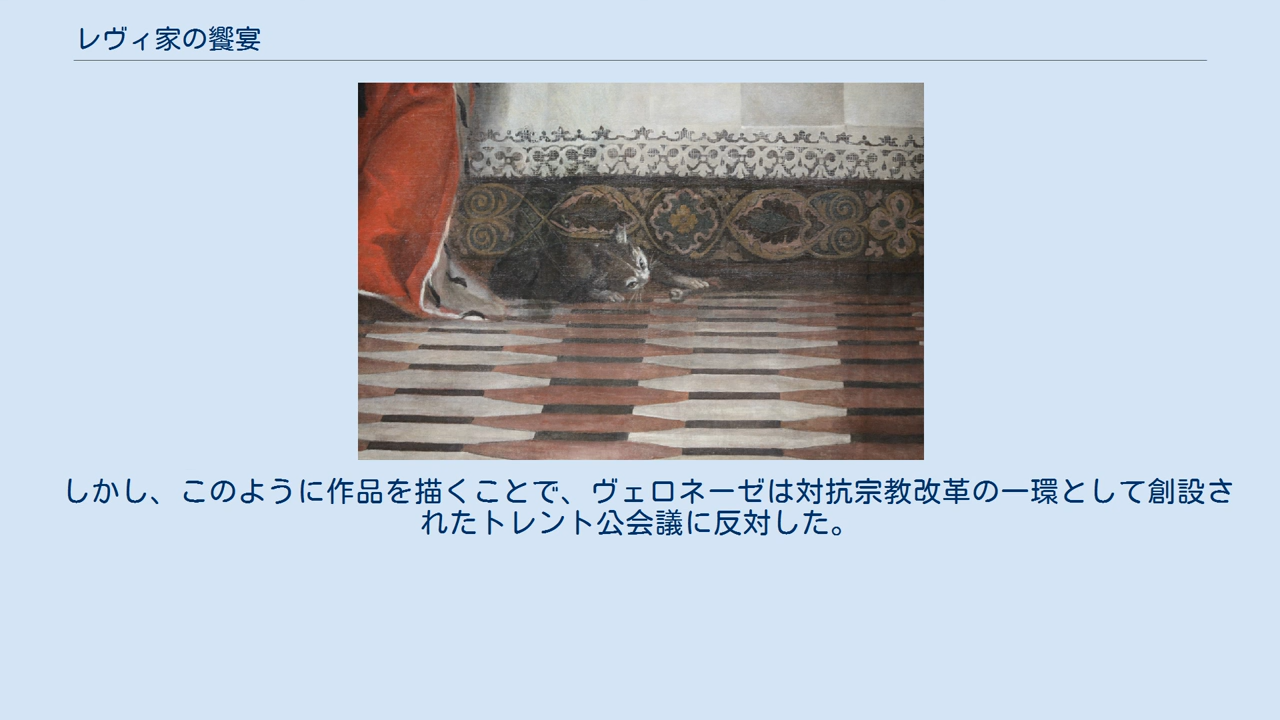 レヴィ家の饗宴
しかし、このように作品を描くことで、ヴェロネーゼは対抗宗教改革の一環として創設さ
れたトレント公会議に反対した。